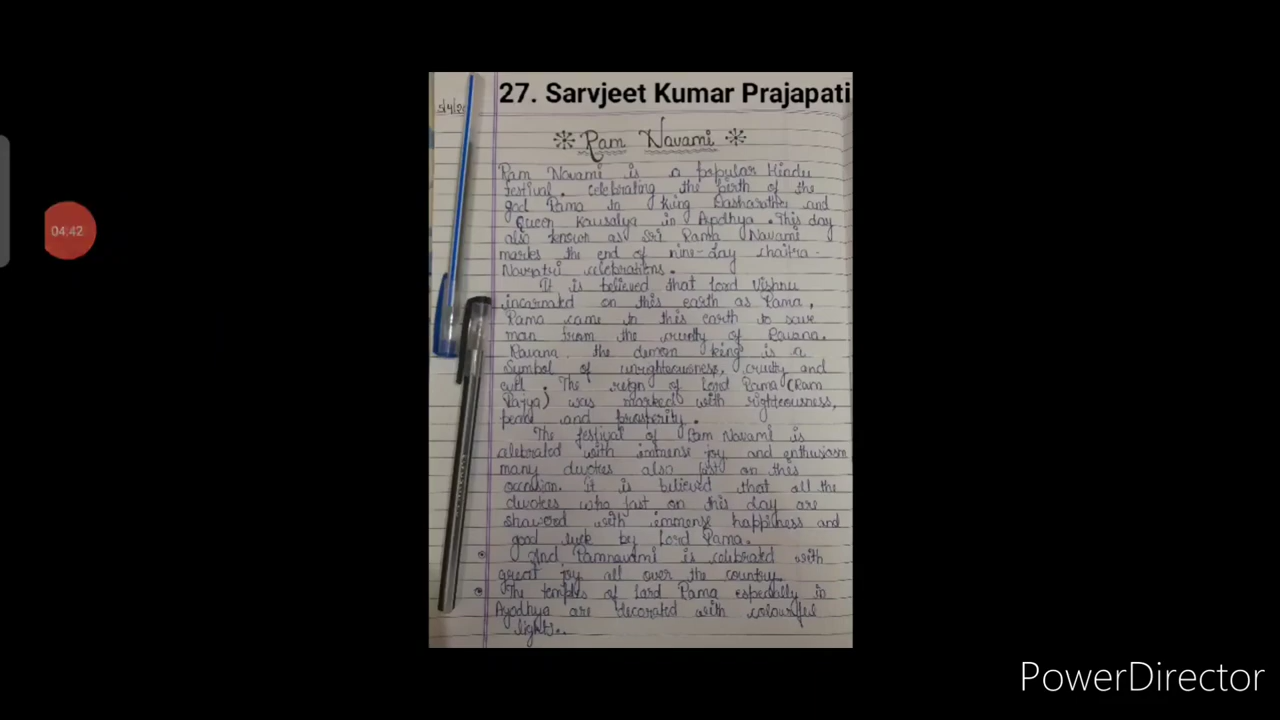 04:42
27. Sarvjeet Kumar Prajapati
Ram Navami
Ram Navami is a popular Hindu
festival. celebrating the birth of the
god Rama to king Dasharatha and
Queen Kausalya in Ayodhya. This day
also known as Sri Rama Navami
marks the end of nine-day chaitra-
Navratri celebrations.
It is believed that lord Vishnu
incarnated on this earth as Rama,
Rama came to this earth to save
man from the cruelty of Ravana.
Ravana. the demon king is a
symbol of unrighteousness, cruelty and
evil. The reign of Lord Rama (Ram
Rajya) was marked with righteousness,
peace and prosperity.
The festival of Ram Navami is
celebrated with immense joy and enthusiasm
many devotees also fast on this
occasion. It is believed that all the
devotees who fast on this day are
with immense happiness and
good luck by Lord Rama.
And Ramnavami is celebrated with
great joy all over the country
The temples of Lord Rama especially in
Ayodhya are decorated with colourful
lights.
PowerDirector